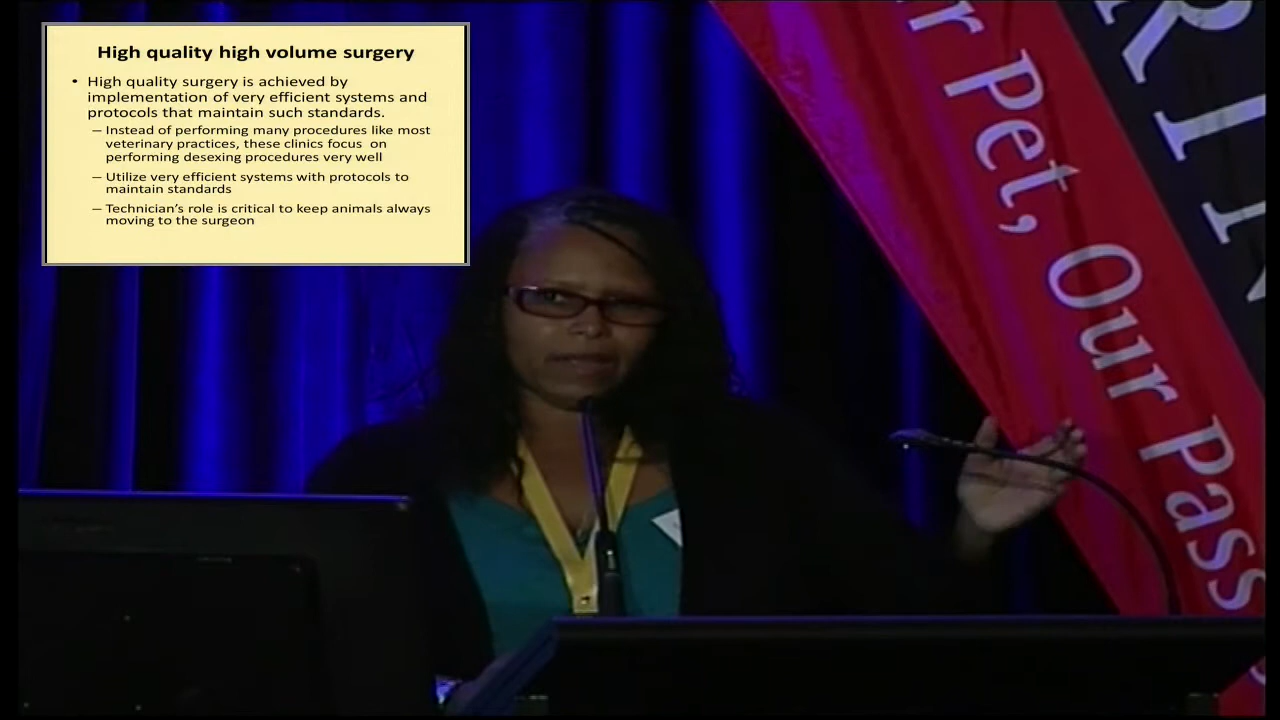 High quality high volume surgery
• High quality surgery is achieved by
implementation of very efficient systems and
protocols that maintain such standards.
– Instead of performing many procedures like most
veterinary practices, these clinics focus on
performing desexing procedures very well
– Utilize very efficient systems with protocols to
maintain standards
– Technician's role is critical to keep animals always
moving to the surgeon
Pet, Our Pass